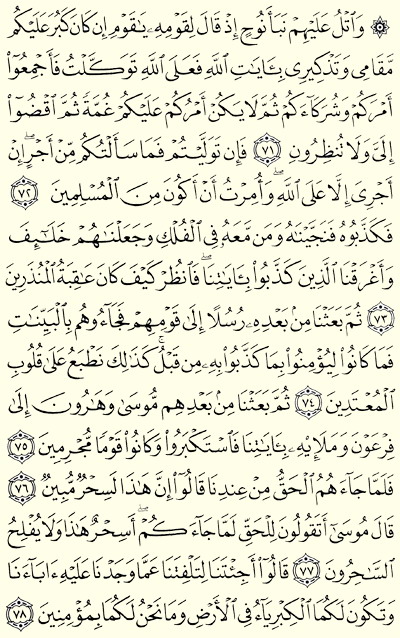 ۞ وَٱتْلُ عَلَيْهِمْ نَبَأَ نُوحٍ إِذْ قَالَ لِقَوْمِهِۦ يَٰقَوْمِ إِن كَانَ كَبُرَ عَلَيْكُم
مَّقَامِى وَتَذْكِيرِى بِـَٔايَٰتِ ٱللَّهِ فَعَلَى ٱللَّهِ تَوَكَّلْتُ فَأَجْمِعُوٓا۟
أَمْرَكُمْ وَشُرَكَآءَكُمْ ثُمَّ لَا يَكُنْ أَمْرُكُمْ عَلَيْكُمْ غُمَّةً ثُمَّ ٱقْضُوٓا۟
إِلَىَّ وَلَا تُنظِرُونِ ٧١ فَإِن تَوَلَّيْتُمْ فَمَا سَأَلْتُكُم مِّنْ أَجْرٍ ۖ إِنْ
أَجْرِىَ إِلَّا عَلَى ٱللَّهِ ۖ وَأُمِرْتُ أَنْ أَكُونَ مِنَ ٱلْمُسْلِمِينَ ٧٢
فَكَذَّبُوهُ فَنَجَّيْنَٰهُ وَمَن مَّعَهُۥ فِى ٱلْفُلْكِ وَجَعَلْنَٰهُمْ خَلَٰٓئِفَ
وَأَغْرَقْنَا ٱلَّذِينَ كَذَّبُوا۟ بِـَٔايَٰتِنَا ۖ فَٱنظُرْ كَيْفَ كَانَ عَٰقِبَةُ ٱلْمُنذَرِينَ
٧٣ ثُمَّ بَعَثْنَا مِنۢ بَعْدِهِۦ رُسُلًا إِلَىٰ قَوْمِهِمْ فَجَآءُوهُم بِٱلْبَيِّنَٰتِ
فَمَا كَانُوا۟ لِيُؤْمِنُوا۟ بِمَا كَذَّبُوا۟ بِهِۦ مِن قَبْلُ ۚ كَذَٰلِكَ نَطْبَعُ عَلَىٰ قُلُوبِ
ٱلْمُعْتَدِينَ ٧٤ ثُمَّ بَعَثْنَا مِنۢ بَعْدِهِم مُّوسَىٰ وَهَٰرُونَ إِلَىٰ
فِرْعَوْنَ وَمَلَإِي۟هِۦ بِـَٔايَٰتِنَا فَٱسْتَكْبَرُوا۟ وَكَانُوا۟ قَوْمًا مُّجْرِمِينَ ٧٥
فَلَمَّا جَآءَهُمُ ٱلْحَقُّ مِنْ عِندِنَا قَالُوٓا۟ إِنَّ هَٰذَا لَسِحْرٌ مُّبِينٌ ٧٦
قَالَ مُوسَىٰٓ أَتَقُولُونَ لِلْحَقِّ لَمَّا جَآءَكُمْ ۖ أَسِحْرٌ هَٰذَا وَلَا يُفْلِحُ
ٱلسَّٰحِرُونَ ٧٧ قَالُوٓا۟ أَجِئْتَنَا لِتَلْفِتَنَا عَمَّا وَجَدْنَا عَلَيْهِ ءَابَآءَنَا
وَتَكُونَ لَكُمَا ٱلْكِبْرِيَآءُ فِى ٱلْأَرْضِ وَمَا نَحْنُ لَكُمَا بِمُؤْمِنِينَ ٧٨